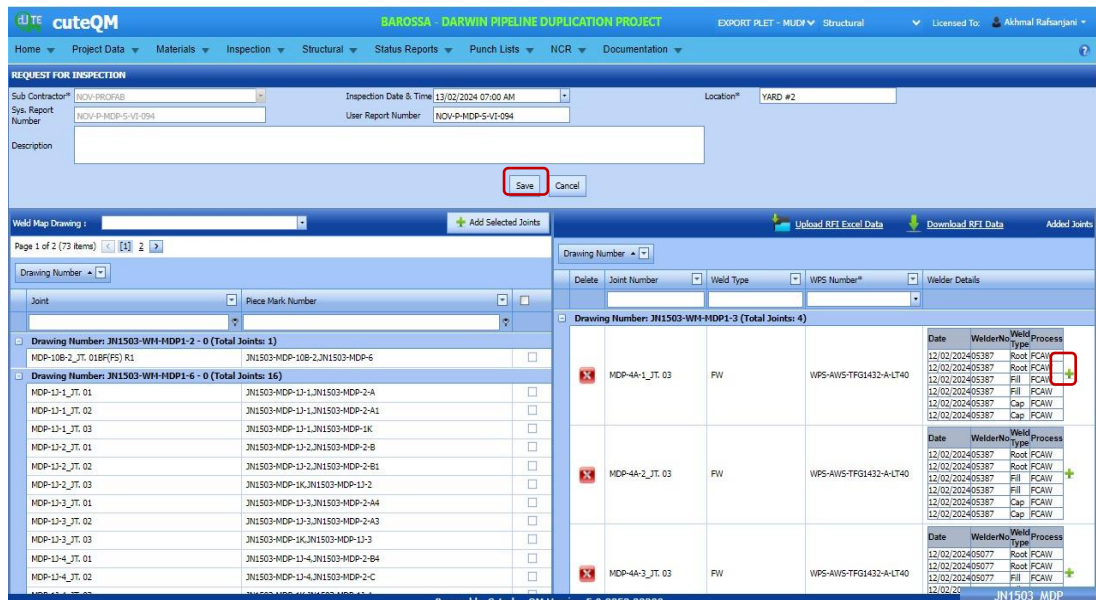 cUTE cuteQM BAROSSA - DARWIN PIPELINE DUPLICATION PROJECT EXPORT PLET - MUDM Structural Licensed To: Akhmal Rafsanjani
Home Project Data Materials Inspection Structural Status Reports Punch Lists NCR Documentation
REQUEST FOR INSPECTION
Sub Contractor* NOV-PROFAB Inspection Date & Time 13/02/2024 07:00 AM Location* YARD #2
Sys. Report Number NOV-P-MDP-S-VI-094 User Report Number NOV-P-MDP-S-VI-094
Description
Save Cancel
Weld Map Drawing : Add Selected Joints Upload RFI Excel Data Download RFI Data Added Joints
Page 1 of 2 (73 items) < [1] 2 >
Drawing Number
Joint Piece Mark Number
Drawing Number: JN1503-WM-MDP1-2 - 0 (Total Joints: 1)
MDP-10B-2_JT. 01BF(FS) R1 JN1503-MDP-10B-2,JN1503-MDP-6
Drawing Number: JN1503-WM-MDP1-6 - 0 (Total Joints: 16)
MDP-1J-1_JT. 01 JN1503-MDP-1J-1,JN1503-MDP-2-A
MDP-1J-1_JT. 02 JN1503-MDP-1J-1,JN1503-MDP-2-A1
MDP-1J-1_JT. 03 JN1503-MDP-1J-1,JN1503-MDP-1K
MDP-1J-2_JT. 01 JN1503-MDP-1J-2,JN1503-MDP-2-B
MDP-1J-2_JT. 02 JN1503-MDP-1J-2,JN1503-MDP-2-B1
MDP-1J-2_JT. 03 JN1503-MDP-1K,JN1503-MDP-1J-2
MDP-1J-3_JT. 01 JN1503-MDP-1J-3,JN1503-MDP-2-A4
MDP-1J-3_JT. 02 JN1503-MDP-1J-3,JN1503-MDP-2-A3
MDP-1J-3_JT. 03 JN1503-MDP-1K,JN1503-MDP-1J-3
MDP-1J-4_JT. 01 JN1503-MDP-1J-4,JN1503-MDP-2-B4
MDP-1J-4_JT. 02 JN1503-MDP-1J-4,JN1503-MDP-2-C
Drawing Number
Delete Joint Number Weld Type WPS Number* Welder Details
Drawing Number: JN1503-WM-MDP1-3 (Total Joints: 4)
MDP-4A-1_JT. 03 FW WPS-AWS-TFG1432-A-LT40
Date WelderNo Weld Type Process
12/02/2024 05387 Root FCAW
12/02/2024 05387 Root FCAW
12/02/2024 05387 Fill FCAW
12/02/2024 05387 Fill FCAW
12/02/2024 05387 Cap FCAW
12/02/2024 05387 Cap FCAW
MDP-4A-2_JT. 03 FW WPS-AWS-TFG1432-A-LT40
Date WelderNo Weld Type Process
12/02/2024 05387 Root FCAW
12/02/2024 05387 Root FCAW
12/02/2024 05387 Fill FCAW
12/02/2024 05387 Fill FCAW
12/02/2024 05387 Cap FCAW
12/02/2024 05387 Cap FCAW
MDP-4A-3_JT. 03 FW WPS-AWS-TFG1432-A-LT40
Date WelderNo Weld Type Process
12/02/2024 05077 Root FCAW
12/02/2024 05077 Root FCAW
12/02/2024 05077 Fill FCAW
12/02/20
JN1503_MDP